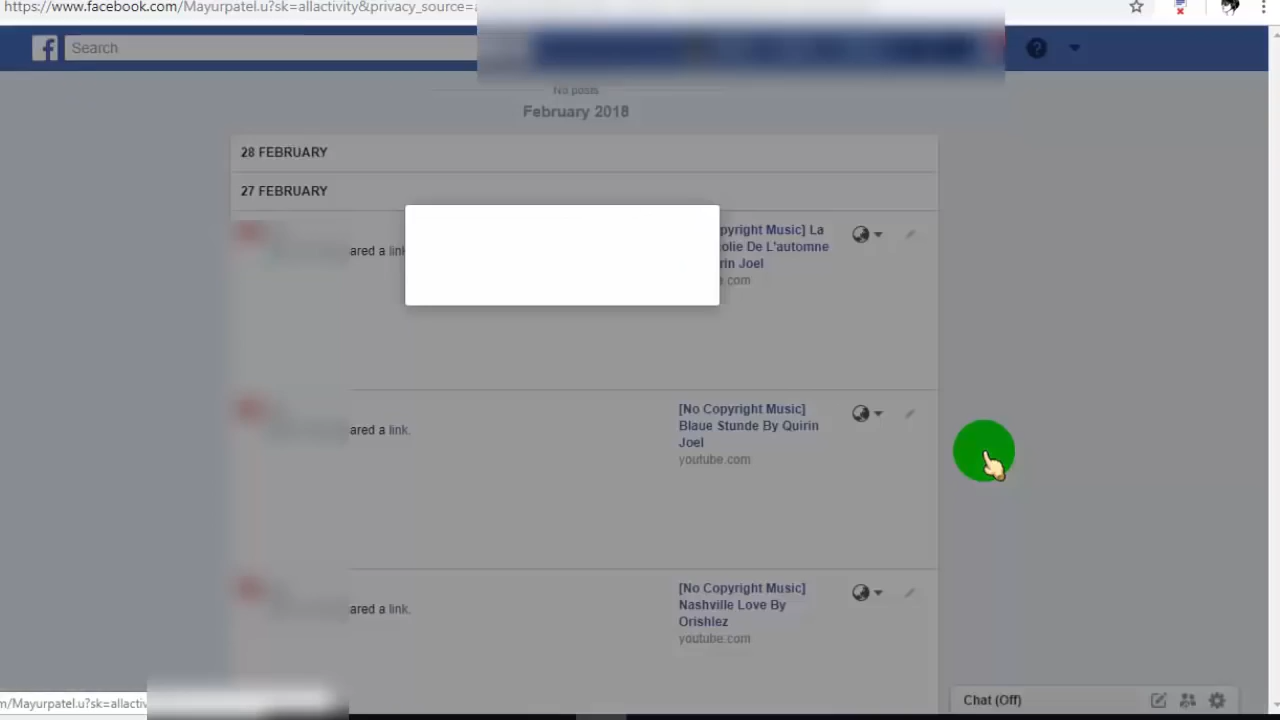 https://www.facebook.com/Mayurpatel.u?sk=allactivity&privacy_source=
Search
No posts
February 2018
28 FEBRUARY
27 FEBRUARY
ared a link
pyright Music] La
olie De L'automne
rin Joel
.com
ared a link.
[No Copyright Music]
Blaue Stunde By Quirin
Joel
youtube.com
ared a link.
[No Copyright Music]
Nashville Love By
Orishlez
youtube.com
m/Mayurpatel.u?sk=allactiv
Chat (Off)